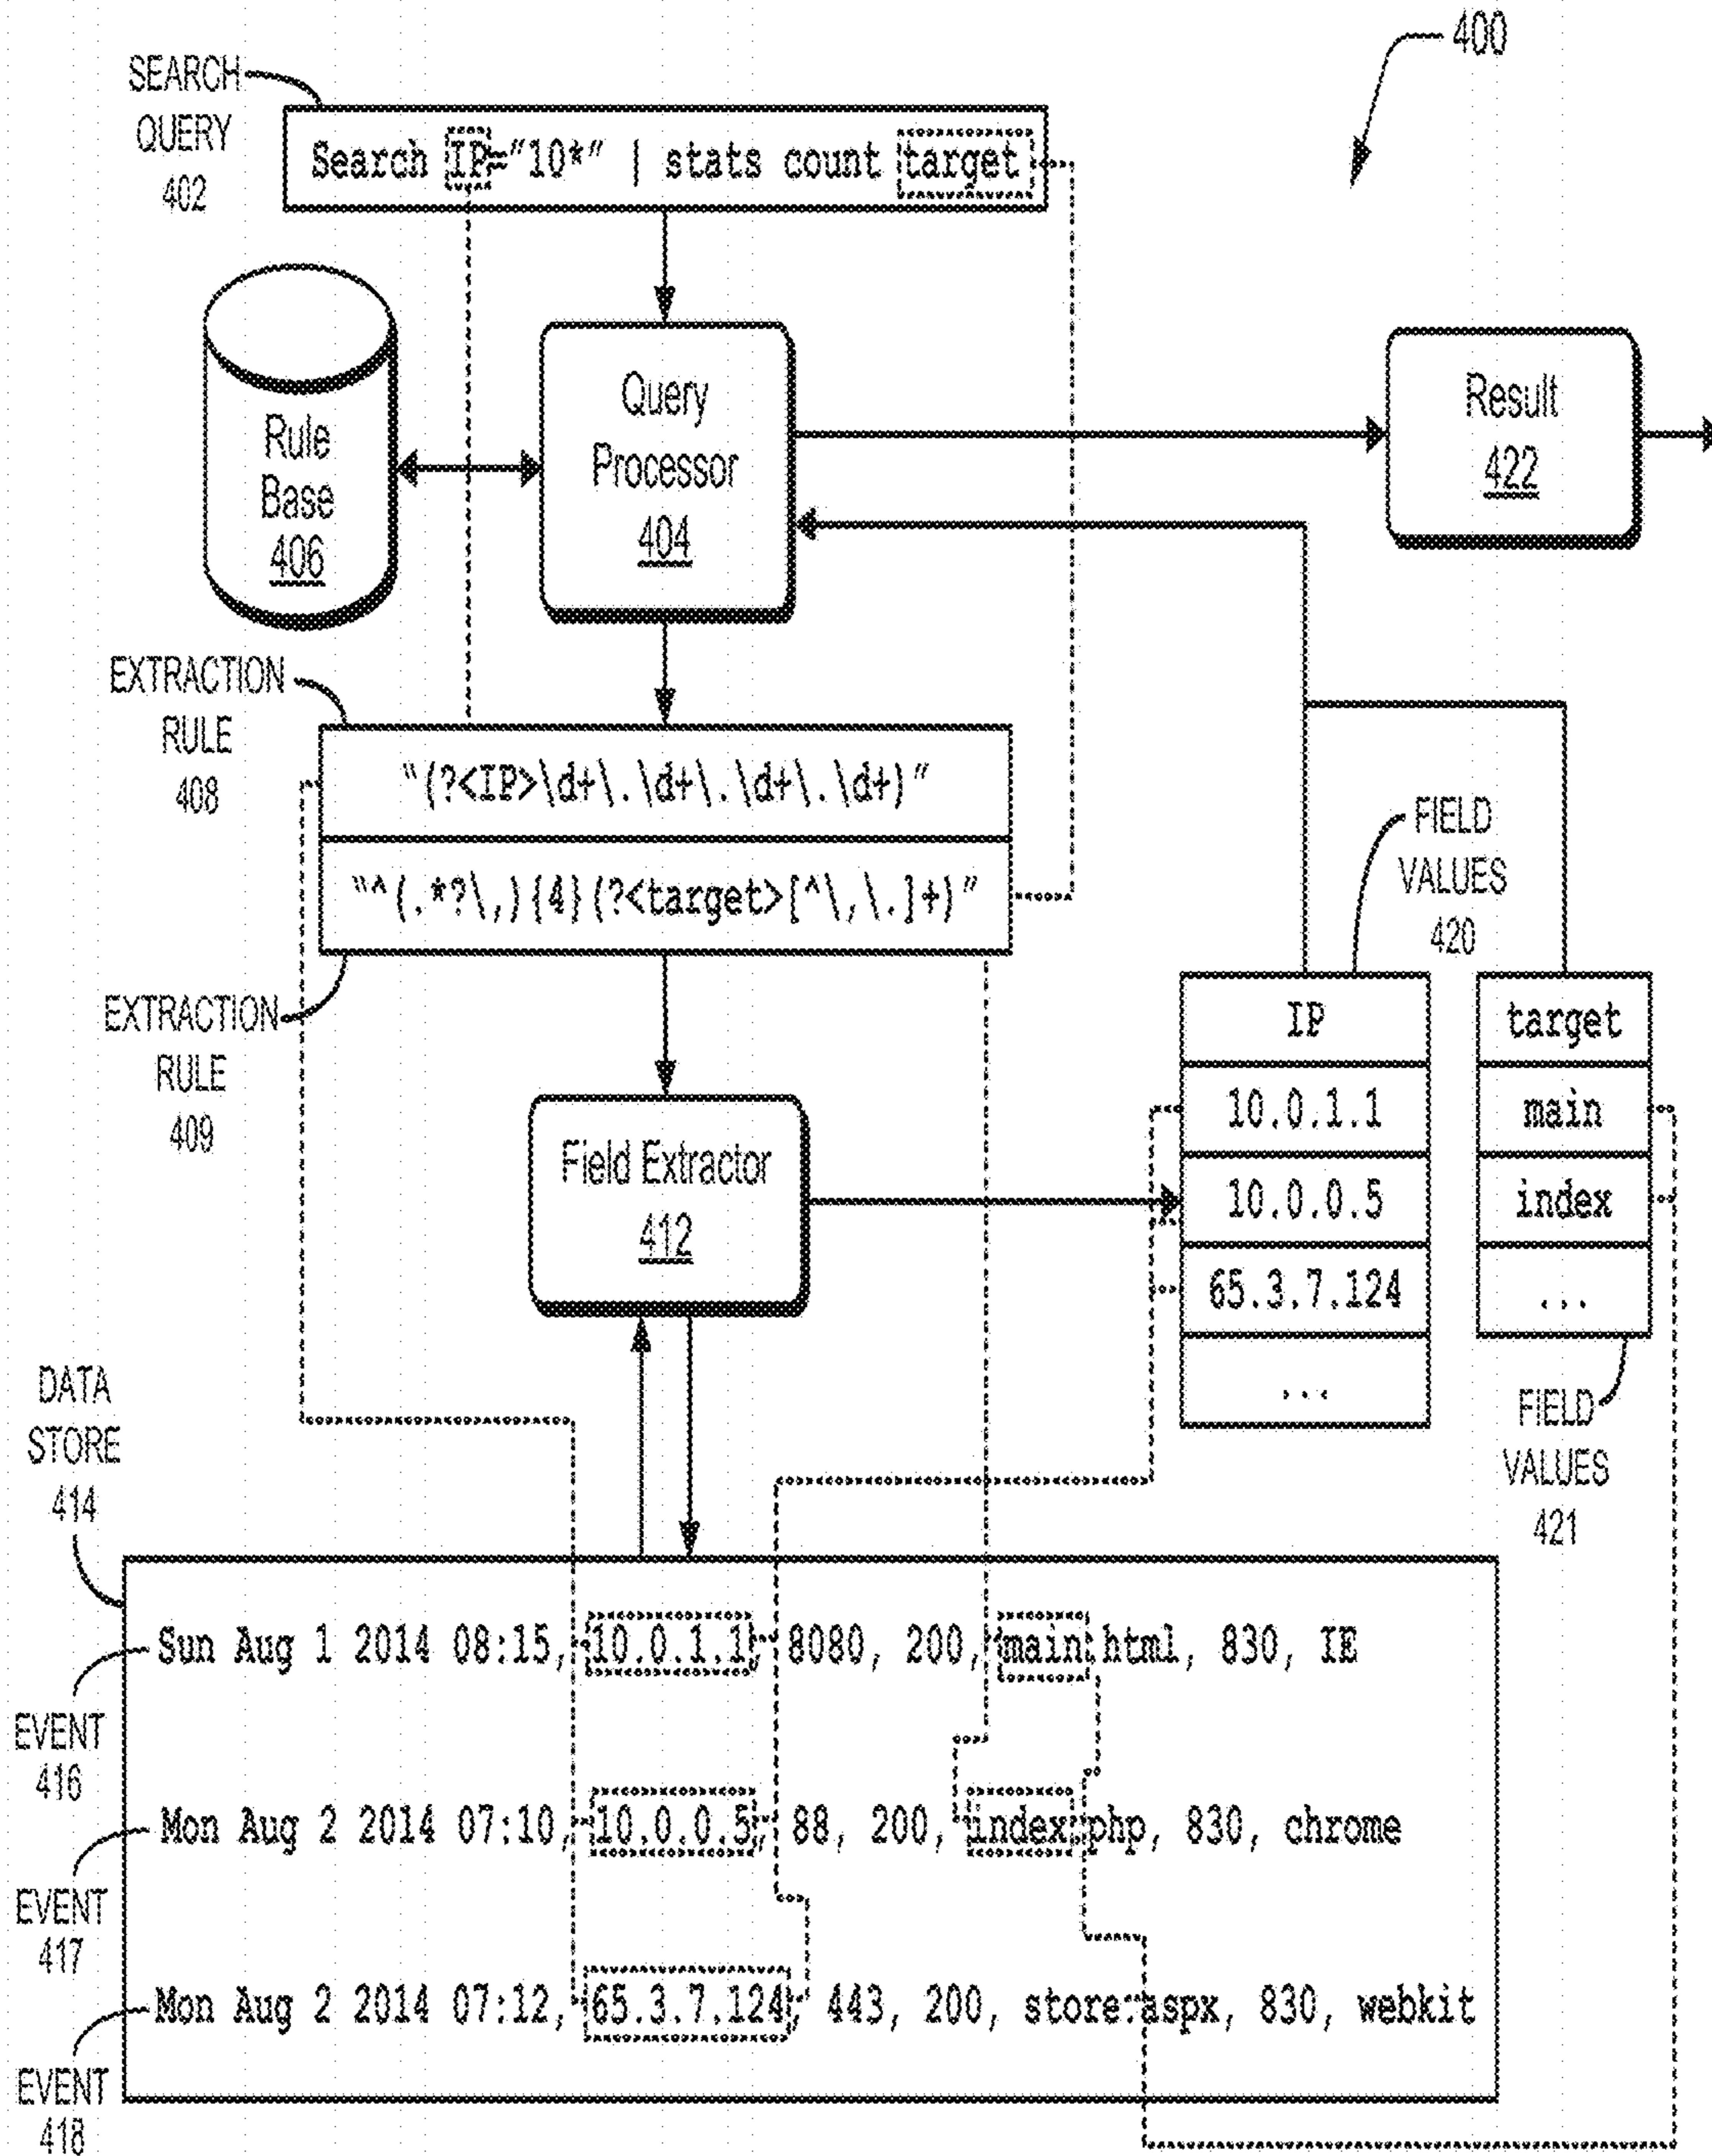 400
SEARCH
QUERY
402
Search IP="10*" | stats count target
Rule
Base
406
Query
Processor
404
Result
422
EXTRACTION
RULE
408
"(?<IP>\d+\.\d+\.\d+\.\d+)"
"^(.*?\,){4}(?<target>[^\,\.]+)"
EXTRACTION
RULE
409
FIELD
VALUES
420
IP
10.0.1.1
10.0.0.5
65.3.7.124
...
target
main
index
...
FIELD
VALUES
421
Field Extractor
412
DATA
STORE
414
Sun Aug 1 2014 08:15, 10.0.1.1, 8080, 200, main.html, 830, IE
EVENT
416
Mon Aug 2 2014 07:10, 10.0.0.5, 88, 200, index.php, 830, chrome
EVENT
417
Mon Aug 2 2014 07:12, 65.3.7.124, 443, 200, store.aspx, 830, webkit
EVENT
418